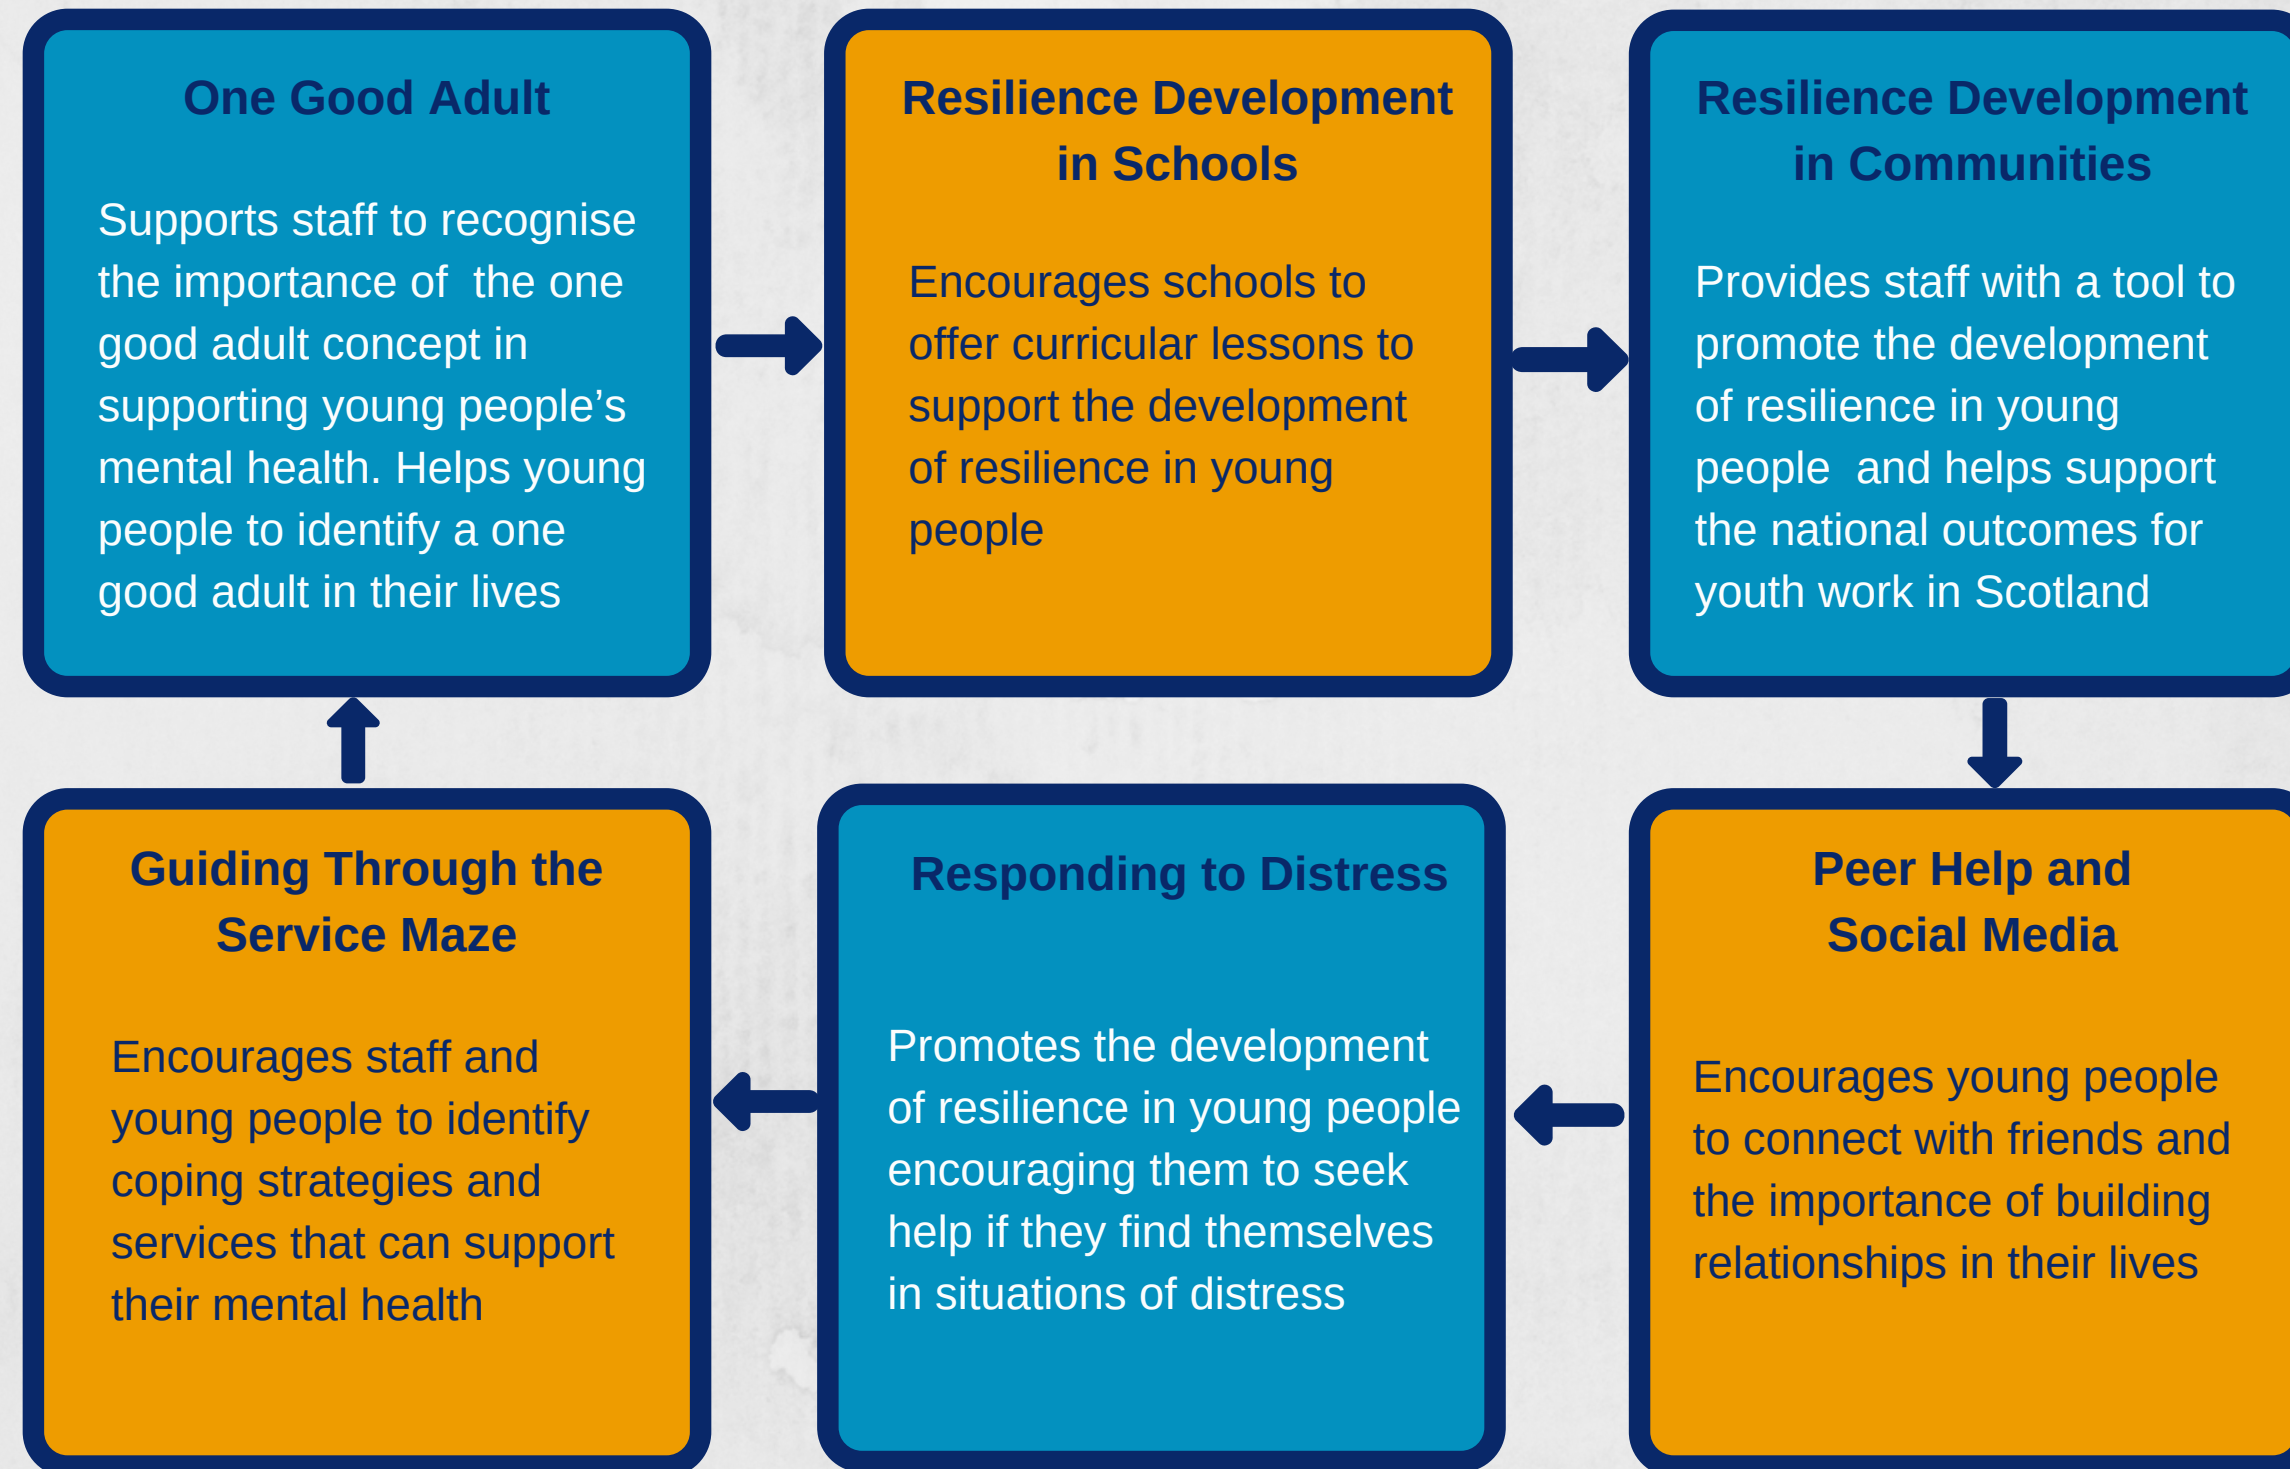 One Good Adult
Supports staff to recognise
the importance of  the one
good adult concept in
supporting young people’s
mental health. Helps young
people to identify a one
good adult in their lives
Resilience Development
in Schools
Encourages schools to
offer curricular lessons to
support the development
of resilience in young
people
Resilience Development
in Communities
Provides staff with a tool to
promote the development
of resilience in young
people  and helps support
the national outcomes for
youth work in Scotland
Peer Help and
Social Media
Encourages young people
to connect with friends and
the importance of building
relationships in their lives
Responding to Distress
Promotes the development
of resilience in young people
encouraging them to seek
help if they find themselves
in situations of distress
Guiding Through the
Service Maze
Encourages staff and
young people to identify
coping strategies and
services that can support
their mental health